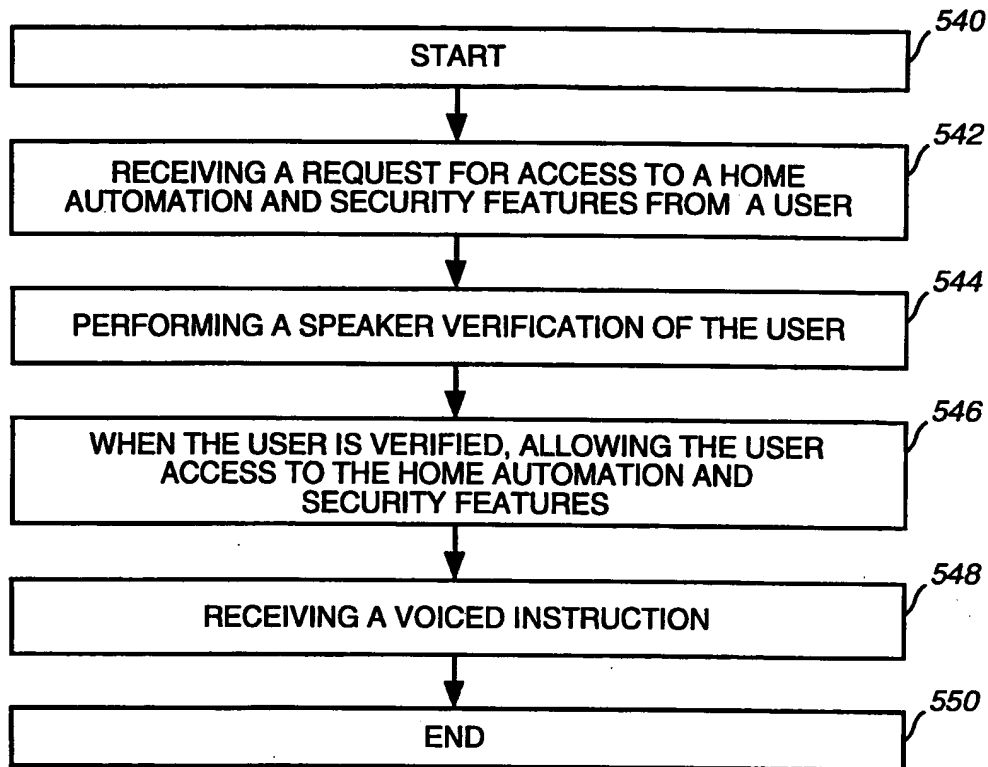 540
START
542
RECEIVING A REQUEST FOR ACCESS TO A HOME
AUTOMATION AND SECURITY FEATURES FROM A USER
544
PERFORMING A SPEAKER VERIFICATION OF THE USER
546
WHEN THE USER IS VERIFIED, ALLOWING THE USER
ACCESS TO THE HOME AUTOMATION AND
SECURITY FEATURES
548
RECEIVING A VOICED INSTRUCTION
550
END